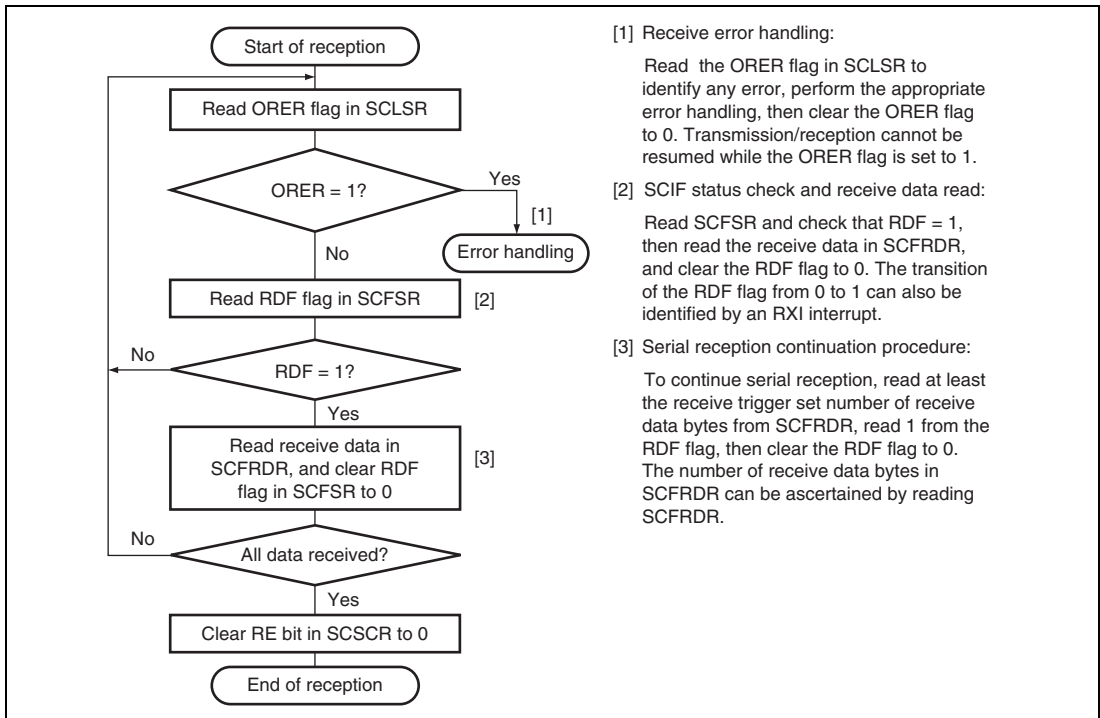 Start of reception
Read ORER flag in SCLSR
ORER = 1?
Yes
[1]
Error handling
No
Read RDF flag in SCFSR
[2]
No
RDF = 1?
Yes
Read receive data in
SCFRDR, and clear RDF
flag in SCFSR to 0
[3]
No
All data received?
Yes
Clear RE bit in SCSCR to 0
End of reception
[1] Receive error handling:
Read the ORER flag in SCLSR to
identify any error, perform the appropriate
error handling, then clear the ORER flag
to 0. Transmission/reception cannot be
resumed while the ORER flag is set to 1.
[2] SCIF status check and receive data read:
Read SCFSR and check that RDF = 1,
then read the receive data in SCFRDR,
and clear the RDF flag to 0. The transition
of the RDF flag from 0 to 1 can also be
identified by an RXI interrupt.
[3] Serial reception continuation procedure:
To continue serial reception, read at least
the receive trigger set number of receive
data bytes from SCFRDR, read 1 from the
RDF flag, then clear the RDF flag to 0.
The number of receive data bytes in
SCFRDR can be ascertained by reading
SCFRDR.